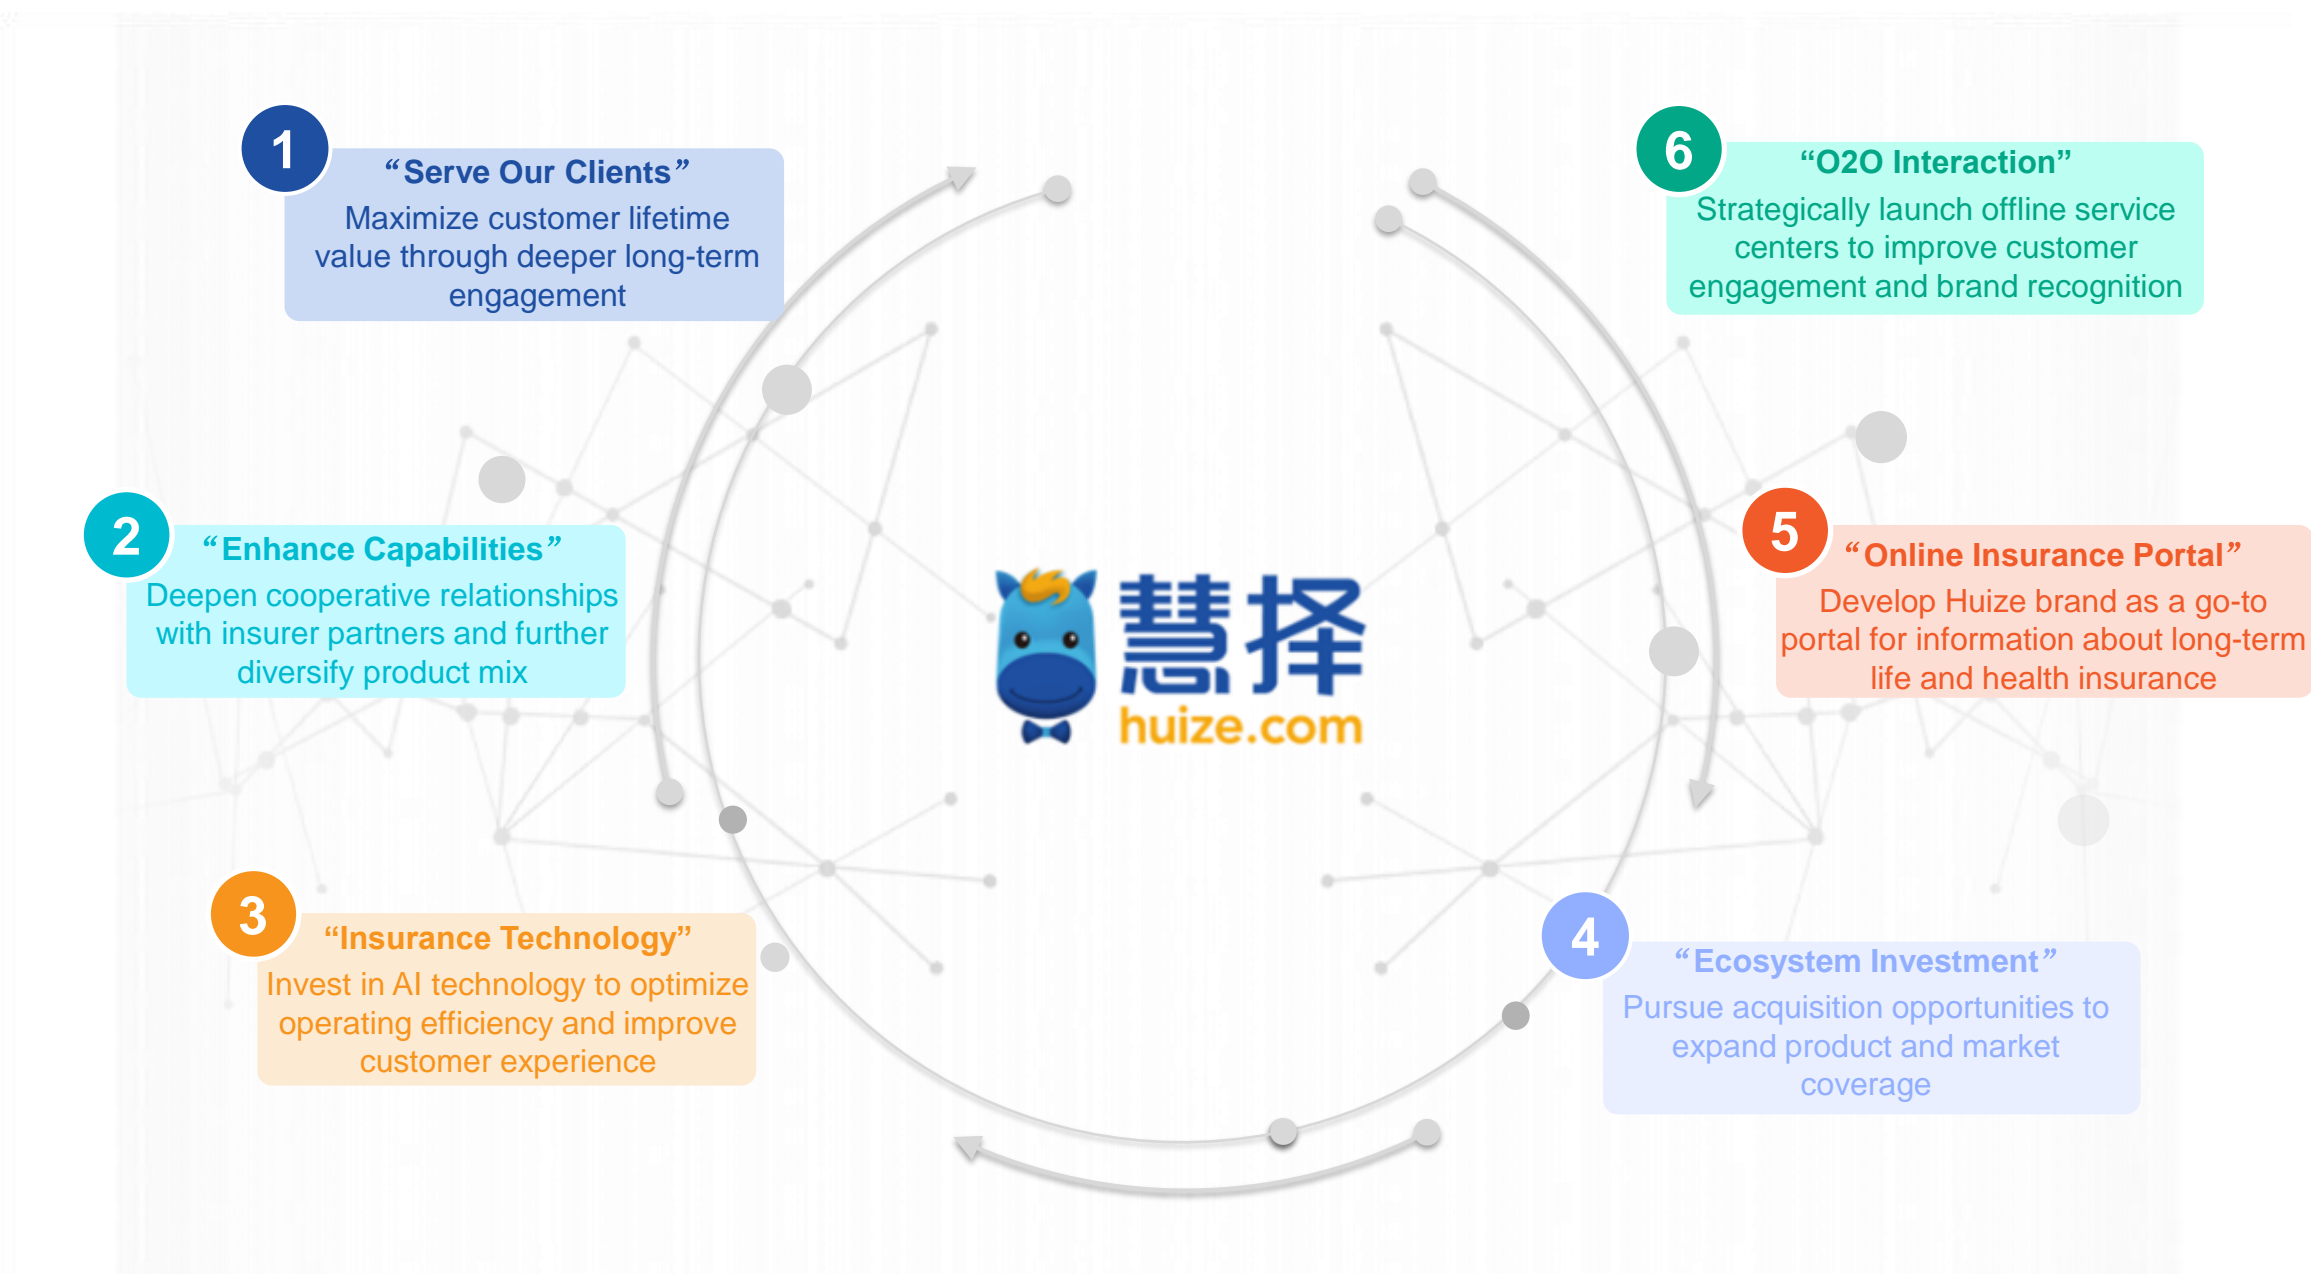 1
“Serve Our Clients”
Maximize customer lifetime
value through deeper long-term
engagement
2
“Enhance Capabilities”
Deepen cooperative relationships
with insurer partners and further
diversify product mix
3
“Insurance Technology”
Invest in AI technology to optimize
operating efficiency and improve
customer experience
慧择
huize.com
4
“Ecosystem Investment”
Pursue acquisition opportunities to
expand product and market
coverage
5
“Online Insurance Portal”
Develop Huize brand as a go-to
portal for information about long-term
life and health insurance
6
“O2O Interaction”
Strategically launch offline service
centers to improve customer
engagement and brand recognition